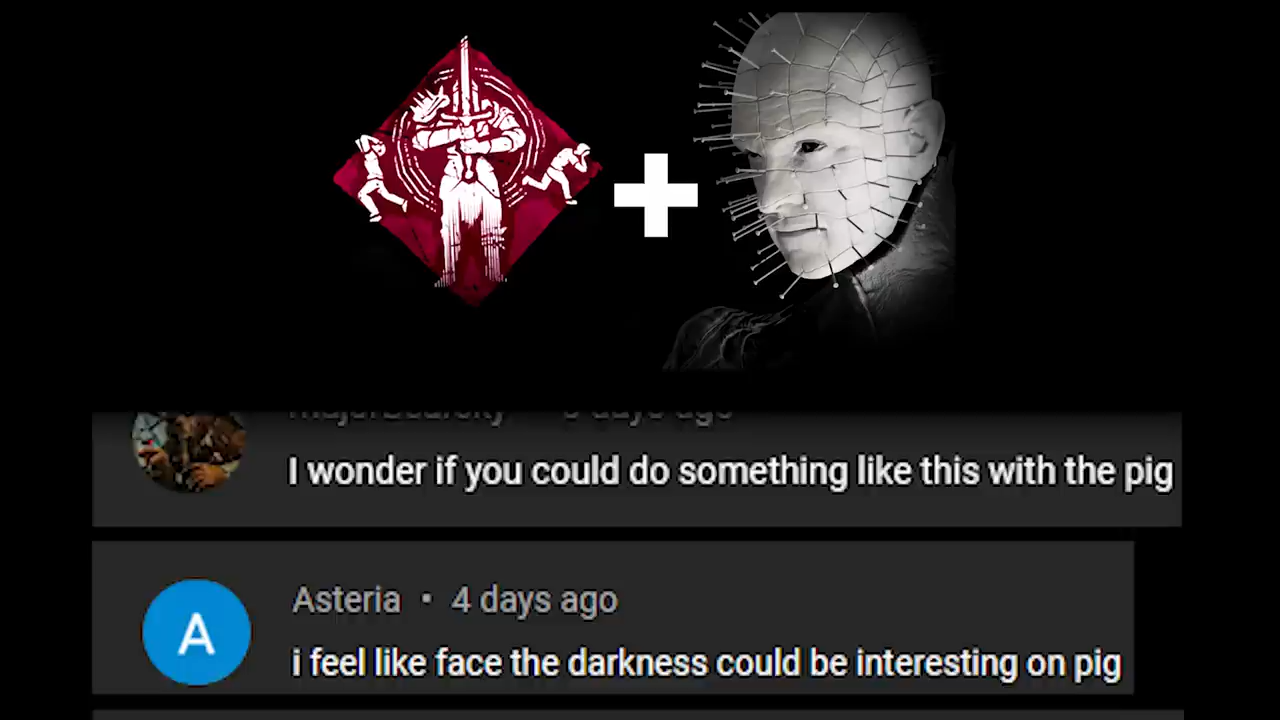 I wonder if you could do something like this with the pig
Asteria • 4 days ago
A
i feel like face the darkness could be interesting on pig